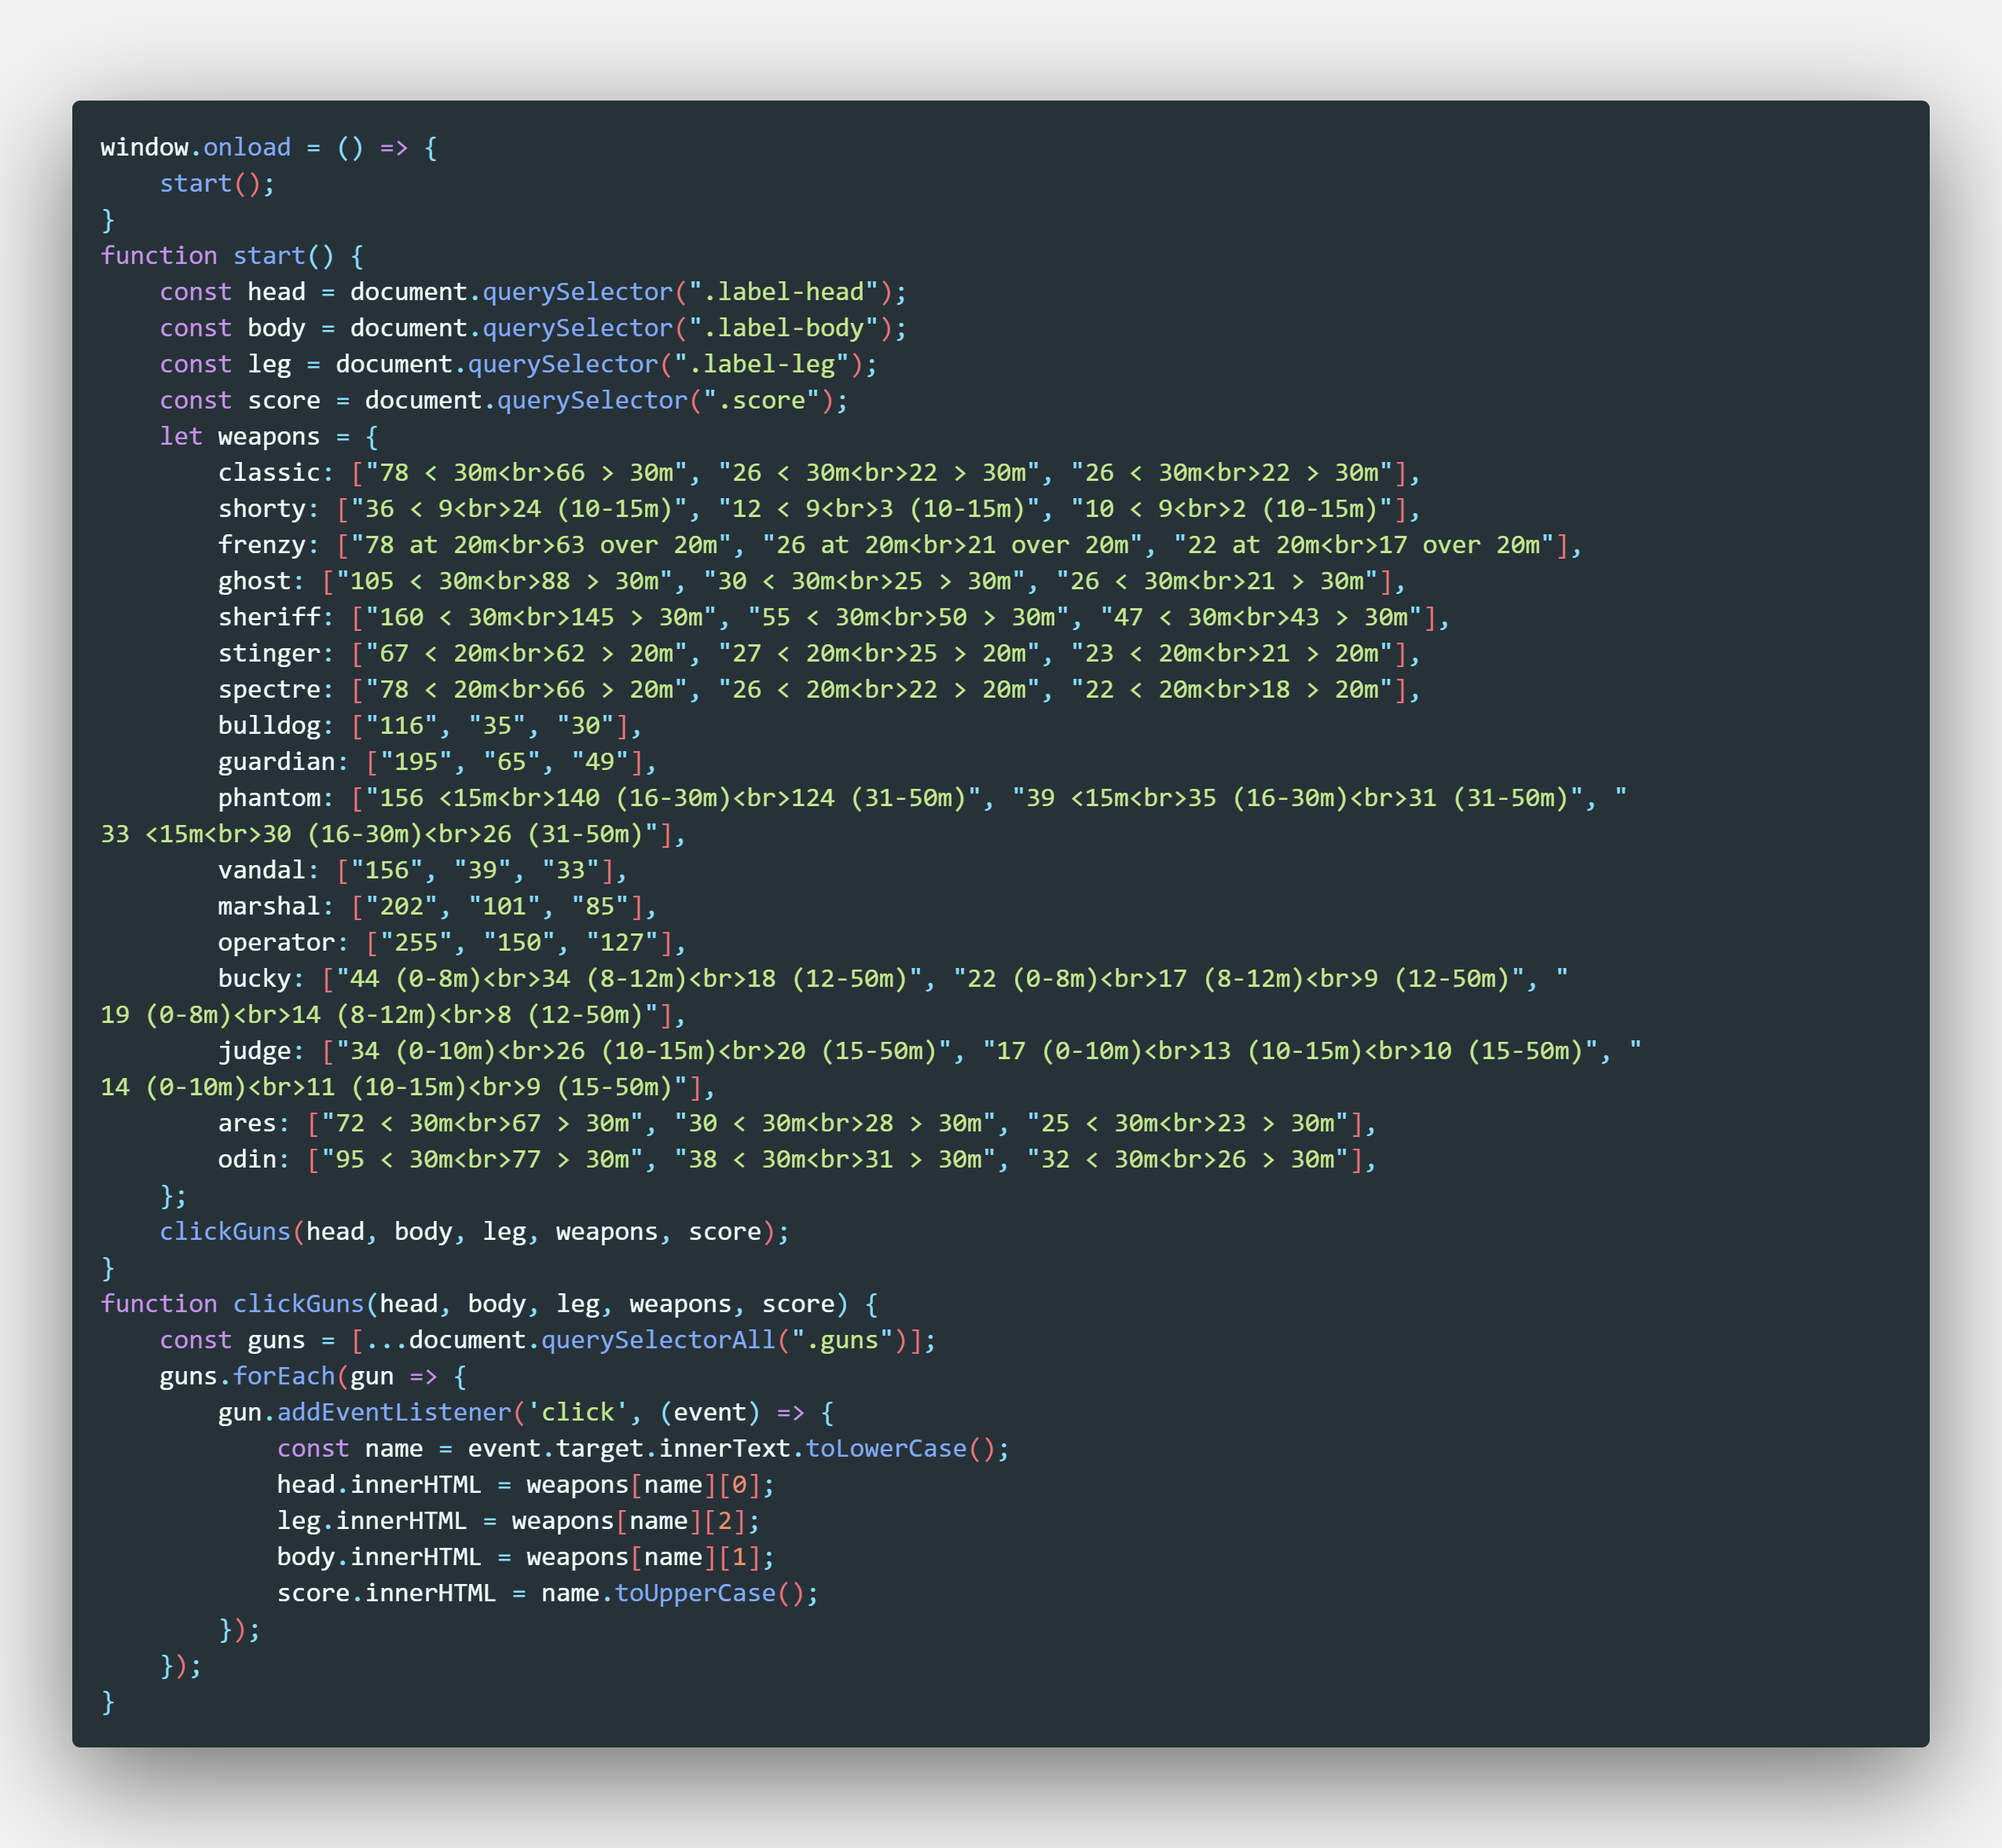 window.onload = () => {
    start();
}
function start() {
    const head = document.querySelector(".label-head");
    const body = document.querySelector(".label-body");
    const leg = document.querySelector(".label-leg");
    const score = document.querySelector(".score");
    let weapons = {
        classic: ["78 < 30m<br>66 > 30m", "26 < 30m<br>22 > 30m", "26 < 30m<br>22 > 30m"],
        shorty: ["36 < 9<br>24 (10-15m)", "12 < 9<br>3 (10-15m)", "10 < 9<br>2 (10-15m)"],
        frenzy: ["78 at 20m<br>63 over 20m", "26 at 20m<br>21 over 20m", "22 at 20m<br>17 over 20m"],
        ghost: ["105 < 30m<br>88 > 30m", "30 < 30m<br>25 > 30m", "26 < 30m<br>21 > 30m"],
        sheriff: ["160 < 30m<br>145 > 30m", "55 < 30m<br>50 > 30m", "47 < 30m<br>43 > 30m"],
        stinger: ["67 < 20m<br>62 > 20m", "27 < 20m<br>25 > 20m", "23 < 20m<br>21 > 20m"],
        spectre: ["78 < 20m<br>66 > 20m", "26 < 20m<br>22 > 20m", "22 < 20m<br>18 > 20m"],
        bulldog: ["116", "35", "30"],
        guardian: ["195", "65", "49"],
        phantom: ["156 <15m<br>140 (16-30m)<br>124 (31-50m)", "39 <15m<br>35 (16-30m)<br>31 (31-50m)", "
33 <15m<br>30 (16-30m)<br>26 (31-50m)"],
        vandal: ["156", "39", "33"],
        marshal: ["202", "101", "85"],
        operator: ["255", "150", "127"],
        bucky: ["44 (0-8m)<br>34 (8-12m)<br>18 (12-50m)", "22 (0-8m)<br>17 (8-12m)<br>9 (12-50m)", "
19 (0-8m)<br>14 (8-12m)<br>8 (12-50m)"],
        judge: ["34 (0-10m)<br>26 (10-15m)<br>20 (15-50m)", "17 (0-10m)<br>13 (10-15m)<br>10 (15-50m)", "
14 (0-10m)<br>11 (10-15m)<br>9 (15-50m)"],
        ares: ["72 < 30m<br>67 > 30m", "30 < 30m<br>28 > 30m", "25 < 30m<br>23 > 30m"],
        odin: ["95 < 30m<br>77 > 30m", "38 < 30m<br>31 > 30m", "32 < 30m<br>26 > 30m"],
    };
    clickGuns(head, body, leg, weapons, score);
}
function clickGuns(head, body, leg, weapons, score) {
    const guns = [...document.querySelectorAll(".guns")];
    guns.forEach(gun => {
        gun.addEventListener('click', (event) => {
            const name = event.target.innerText.toLowerCase();
            head.innerHTML = weapons[name][0];
            leg.innerHTML = weapons[name][2];
            body.innerHTML = weapons[name][1];
            score.innerHTML = name.toUpperCase();
        });
    });
}